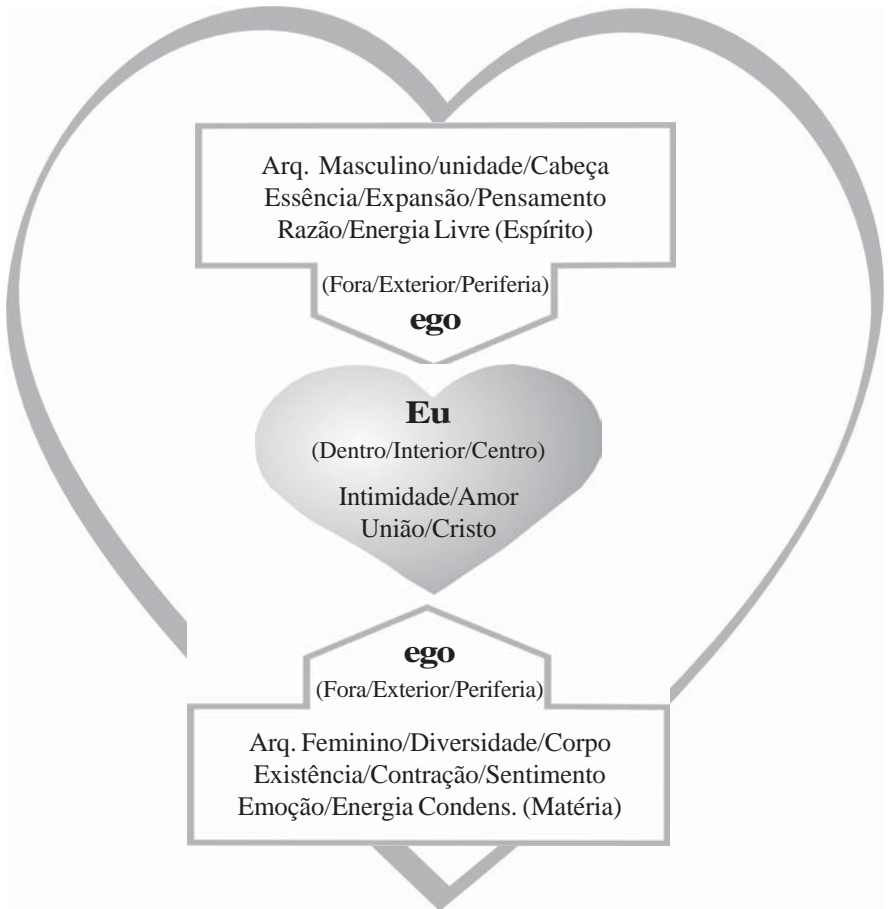 Arq. Masculino/unidade/Cabeça
Essência/Expansão/Pensamento
Razão/Energia Livre (Espírito)
(Fora/Exterior/Periferia)
ego
Eu
(Dentro/Interior/Centro)
Intimidade/Amor
União/Cristo
ego
(Fora/Exterior/Periferia)
Arq. Feminino/Diversidade/Corpo
Existência/Contração/Sentimento
Emoção/Energia Condens. (Matéria)